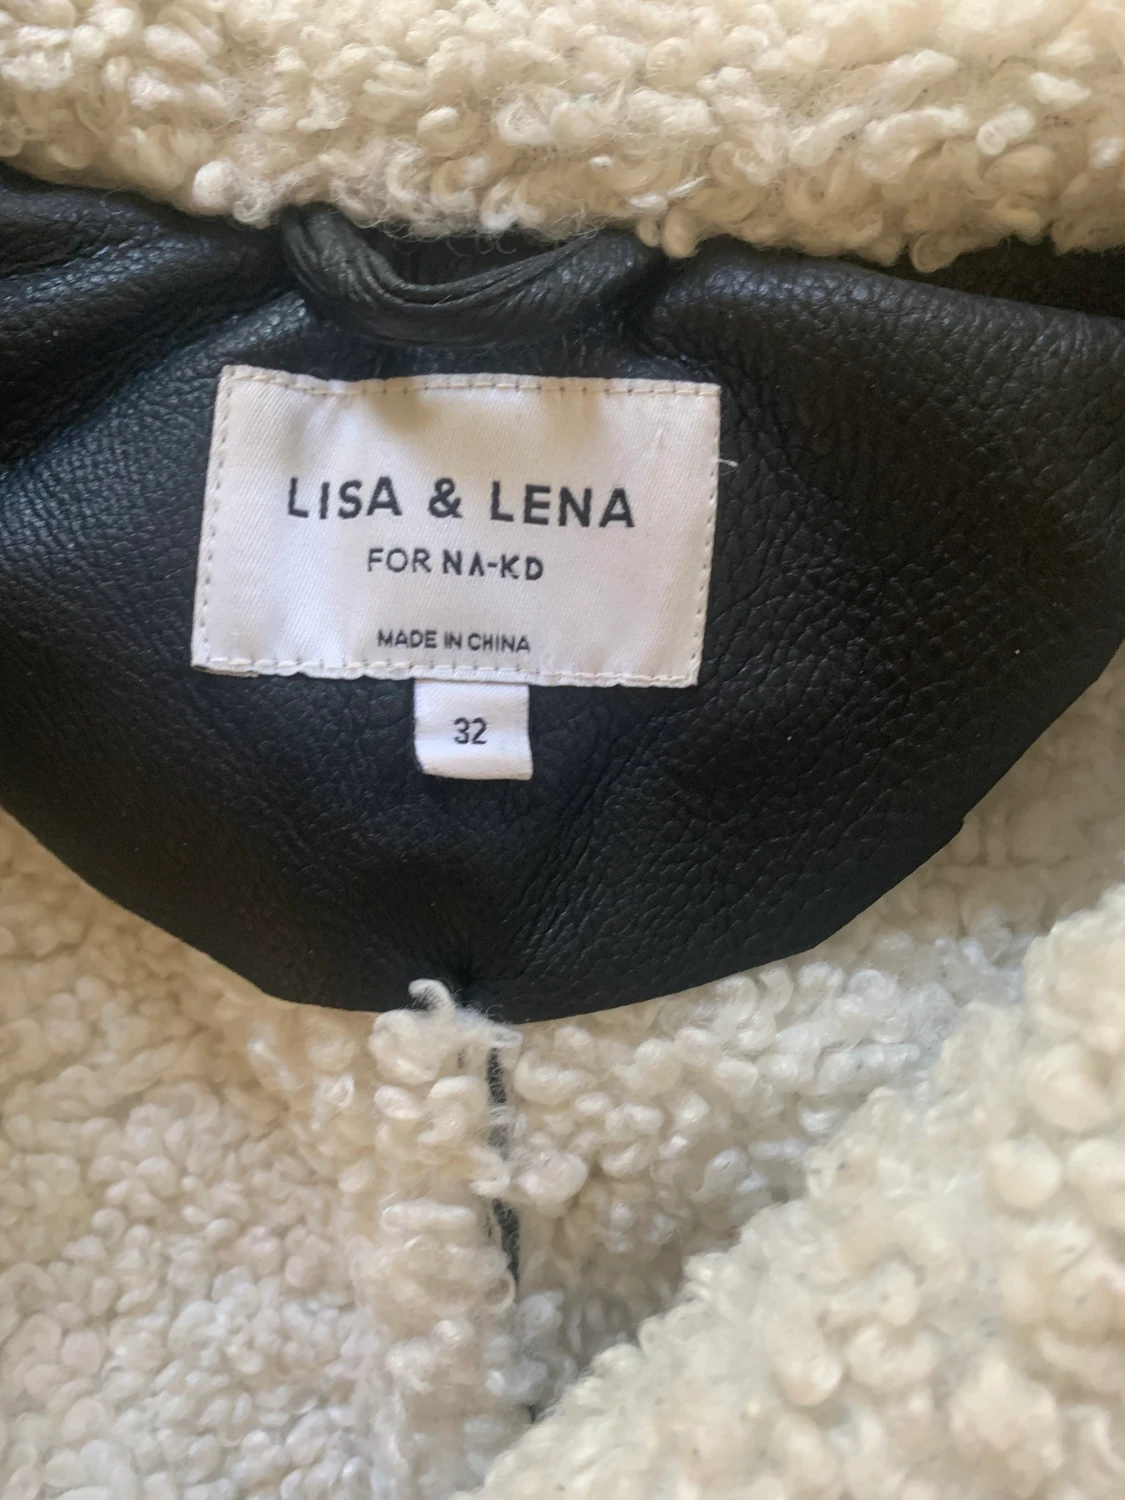 LISA & LENA
FOR NA-KD
MADE IN CHINA
32